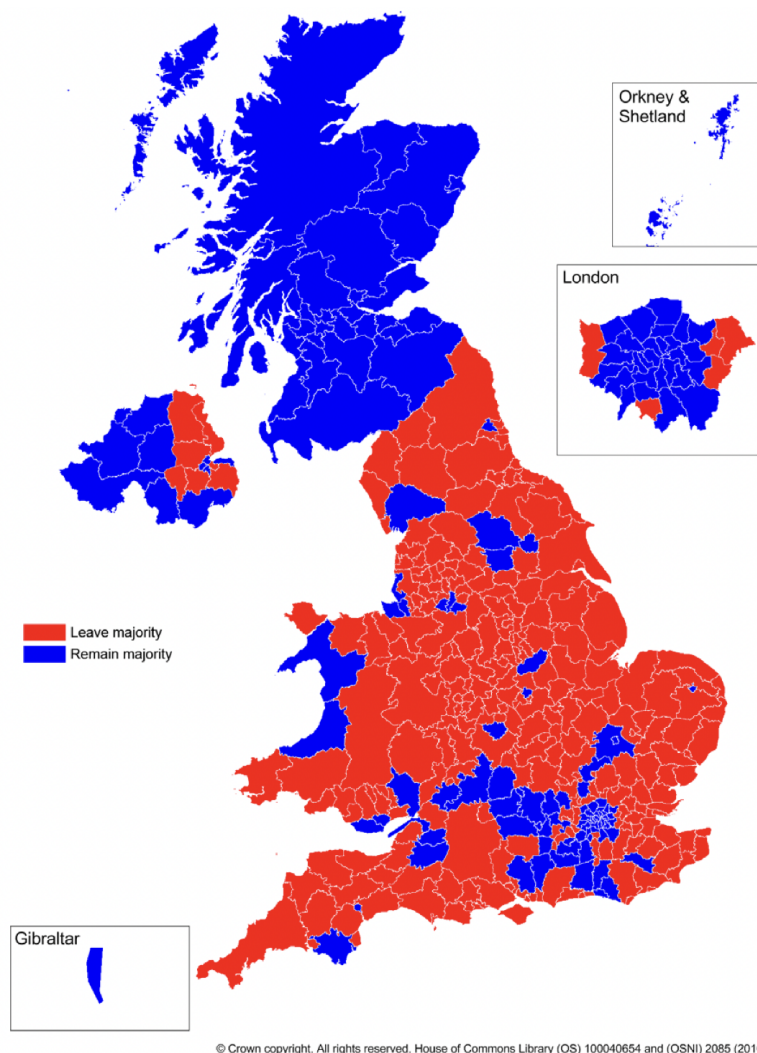 Orkney &
Shetland
London
Leave majority
Remain majority
Gibraltar
© Crown copyright. All rights reserved. House of Commons Library (OS) 100040654 and (OSNI) 2085 (201